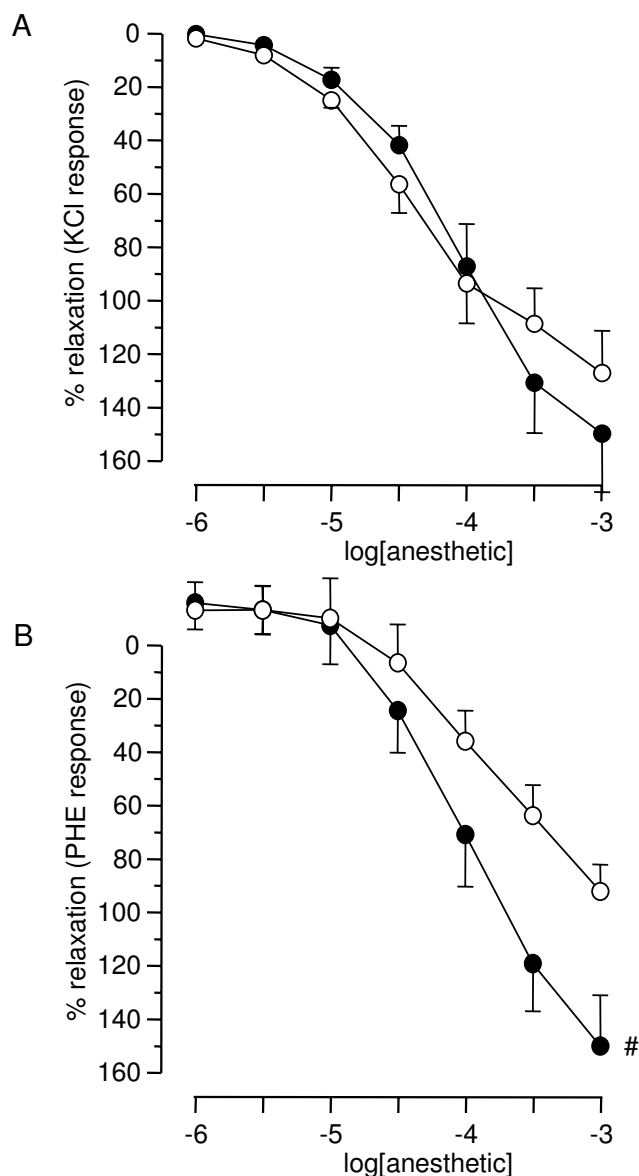 A
% relaxation (KCl response)
0
20
40
60
80
100
120
140
160
-6 -5 -4 -3
log[anesthetic]
B
% relaxation (PHE response)
0
20
40
60
80
100
120
140
160
#
-6 -5 -4 -3
log[anesthetic]